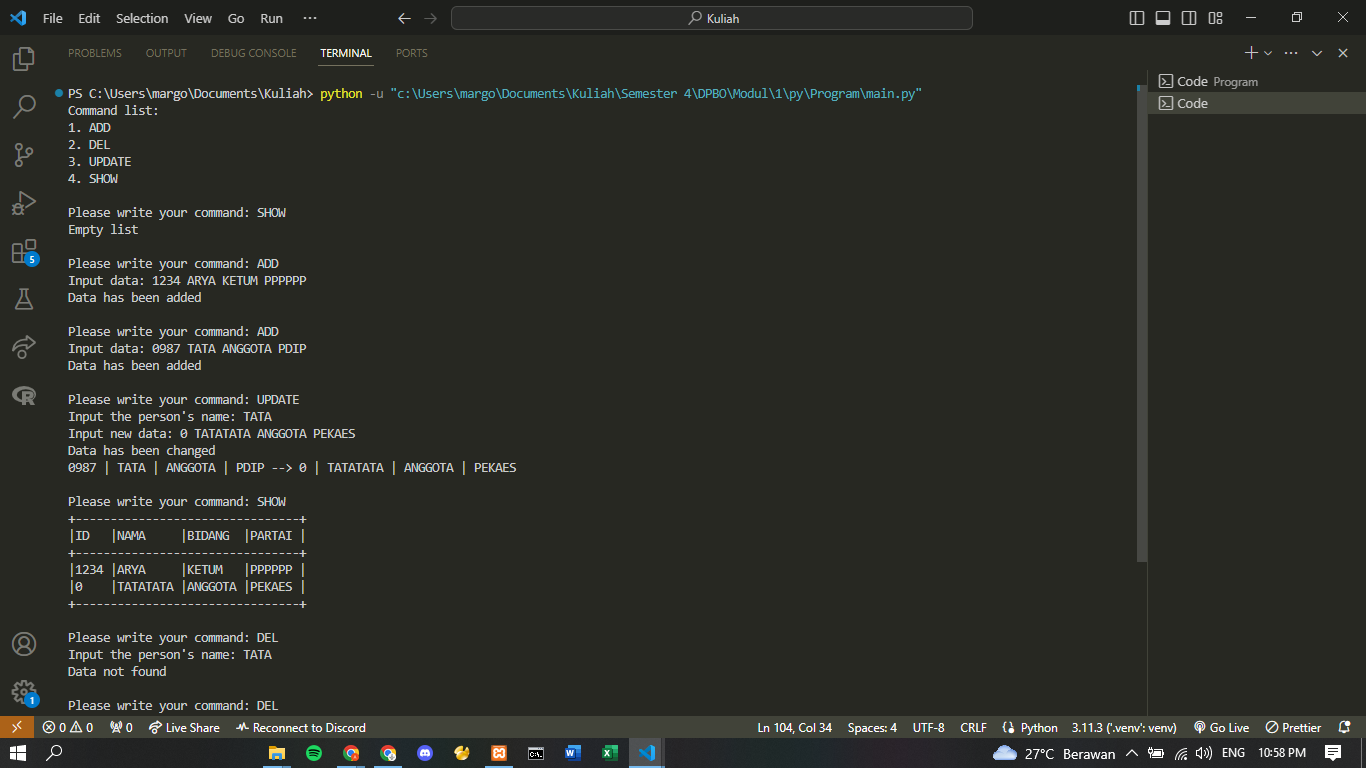 File Edit Selection View Go Run ··· Kuliah
PROBLEMS OUTPUT DEBUG CONSOLE TERMINAL PORTS
Code Program
Code
PS C:\Users\margo\Documents\Kuliah> python -u "c:\Users\margo\Documents\Kuliah\Semester 4\DPBO\Modul\1\py\Program\main.py"
Command list:
1. ADD
2. DEL
3. UPDATE
4. SHOW
Please write your command: SHOW
Empty list
Please write your command: ADD
Input data: 1234 ARYA KETUM PPPPPP
Data has been added
Please write your command: ADD
Input data: 0987 TATA ANGGOTA PDIP
Data has been added
Please write your command: UPDATE
Input the person's name: TATA
Input new data: 0 TATATATA ANGGOTA PEKAES
Data has been changed
0987 | TATA | ANGGOTA | PDIP --> 0 | TATATATA | ANGGOTA | PEKAES
Please write your command: SHOW
+--------------------------------+
|ID   |NAMA     |BIDANG  |PARTAI |
+--------------------------------+
|1234 |ARYA     |KETUM   |PPPPPP |
|0    |TATATATA |ANGGOTA |PEKAES |
+--------------------------------+
Please write your command: DEL
Input the person's name: TATA
Data not found
Please write your command: DEL
5
1
0 0 0 Live Share Reconnect to Discord Ln 104, Col 34 Spaces: 4 UTF-8 CRLF Python 3.11.3 ('.venv': venv) Go Live Prettier
27°C Berawan ENG 10:58 PM